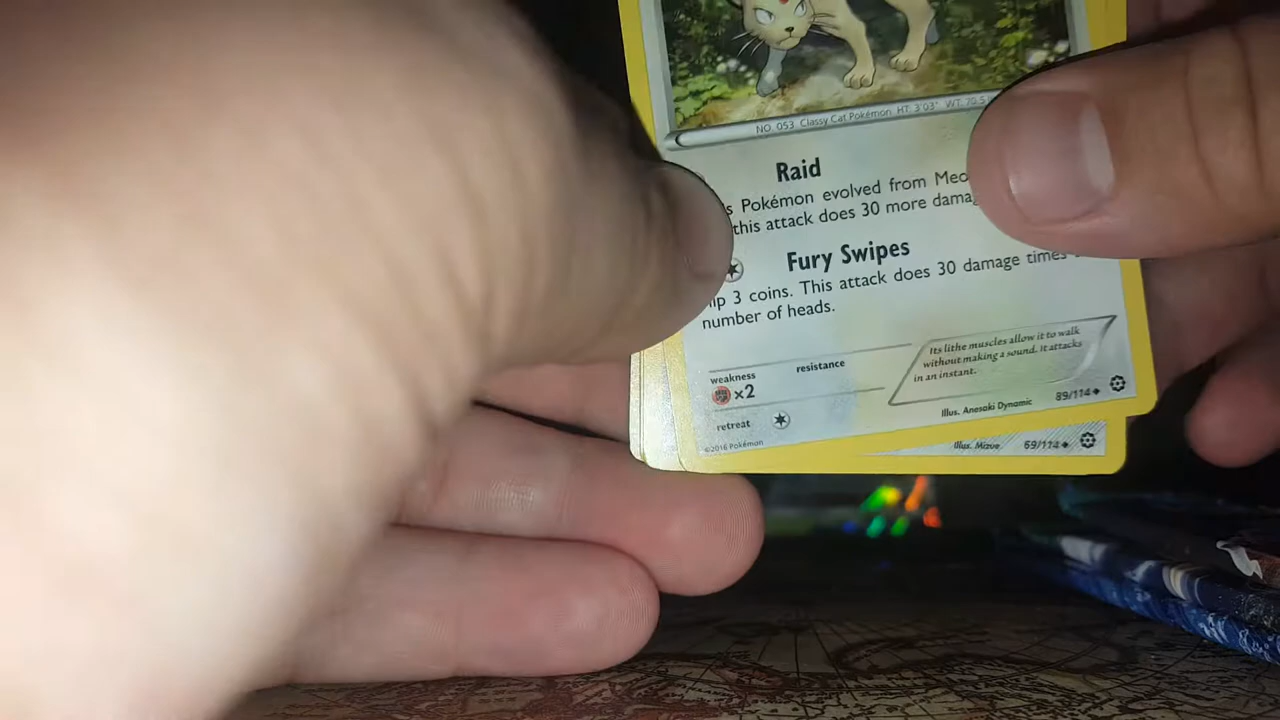 NO. 053 Classy Cat Pokémon HT. 3'03" WT. 70.5
Raid
Pokémon evolved from
this attack does 30 more
Fury Swipes
3 coins. This attack does 30 damage times
number of heads.
weakness
resistance
×2
retreat
Its lithe muscles allow it to walk
without making a sound. It attacks
in an instant.
Illus. Anesaki Dynamic
89/114
©2016 Pokémon
Illus. Mizue
69/114